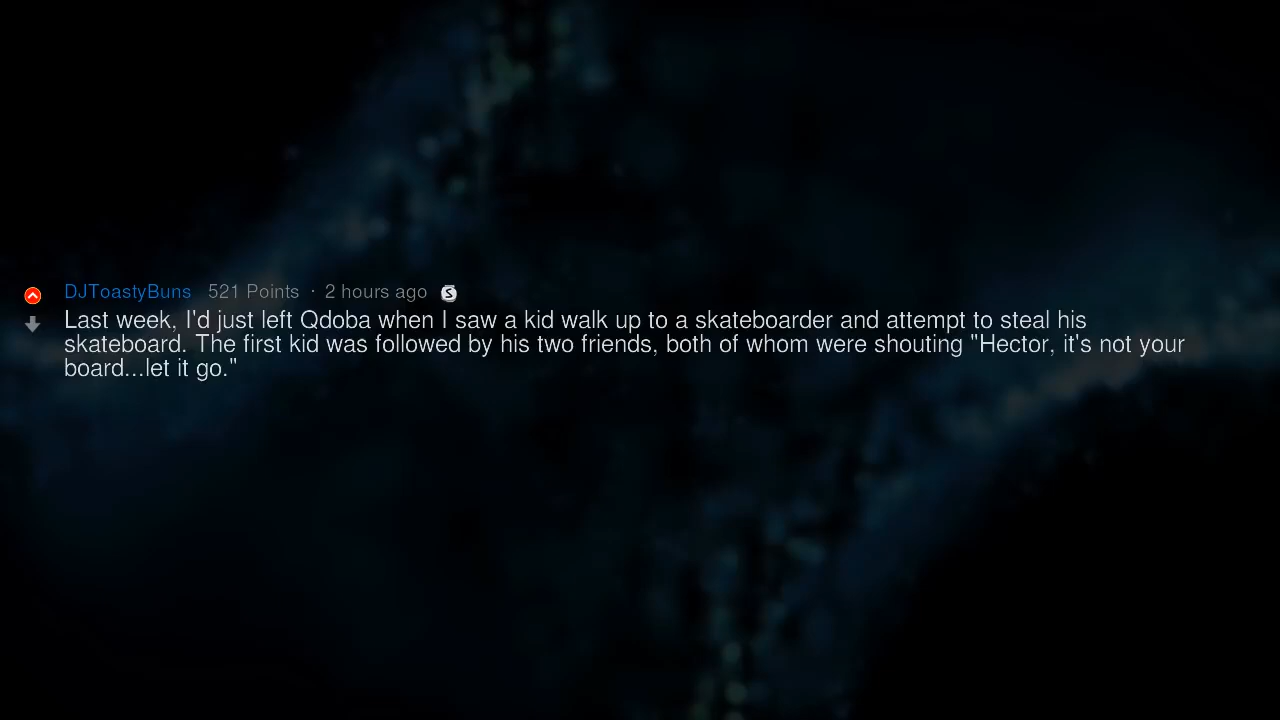 DJToastyBuns 521 Points · 2 hours ago S
Last week, I'd just left Qdoba when I saw a kid walk up to a skateboarder and attempt to steal his
skateboard. The first kid was followed by his two friends, both of whom were shouting "Hector, it's not your
board...let it go."